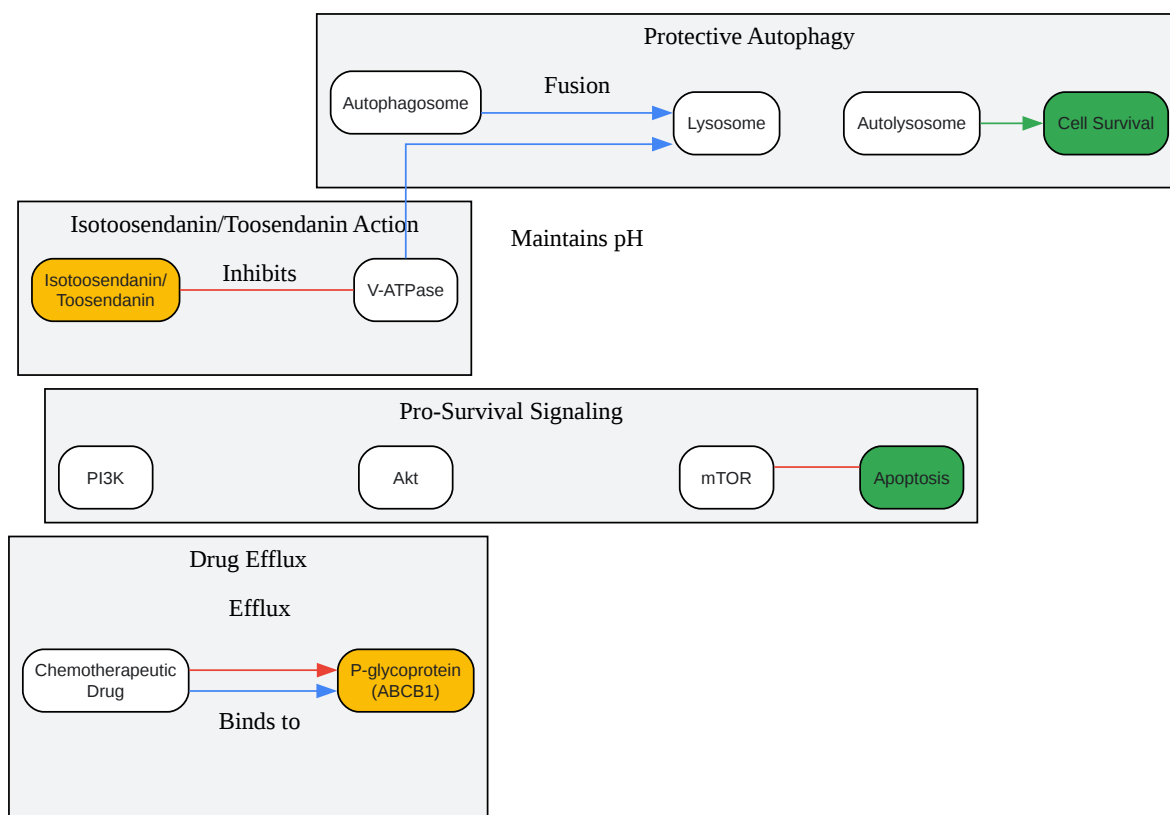 Protective Autophagy
Autophagosome
Fusion
Lysosome
Autolysosome
Cell Survival
Isotoosendanin/Toosendanin Action
Maintains pH
Isotoosendanin/
Toosendanin
Inhibits
V-ATPase
Pro-Survival Signaling
PI3K
Akt
mTOR
Apoptosis
Drug Efflux
Efflux
Chemotherapeutic
Drug
P-glycoprotein
(ABCB1)
Binds to